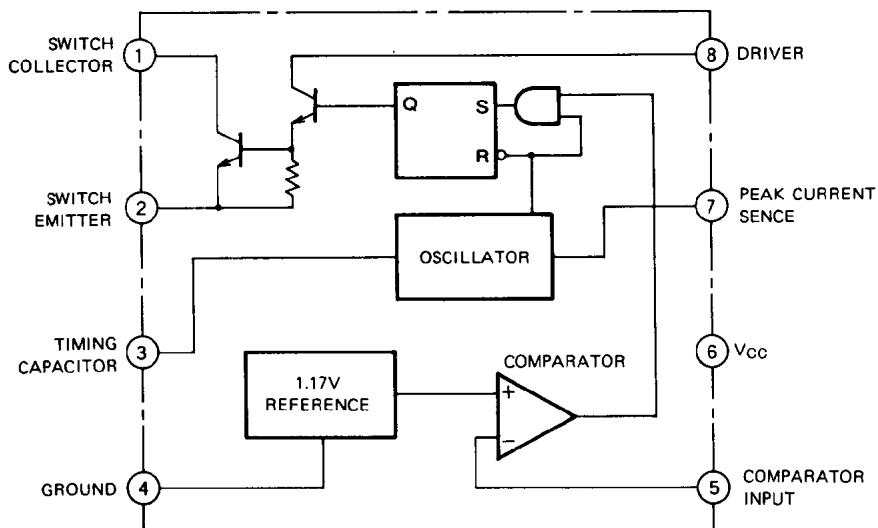 SWITCH
COLLECTOR
1
8
DRIVER
Q
S
R
SWITCH
EMITTER
2
7
PEAK CURRENT
SENCE
OSCILLATOR
TIMING
CAPACITOR
3
6
VCC
COMPARATOR
1.17V
REFERENCE
+
−
GROUND
4
5
COMPARATOR
INPUT